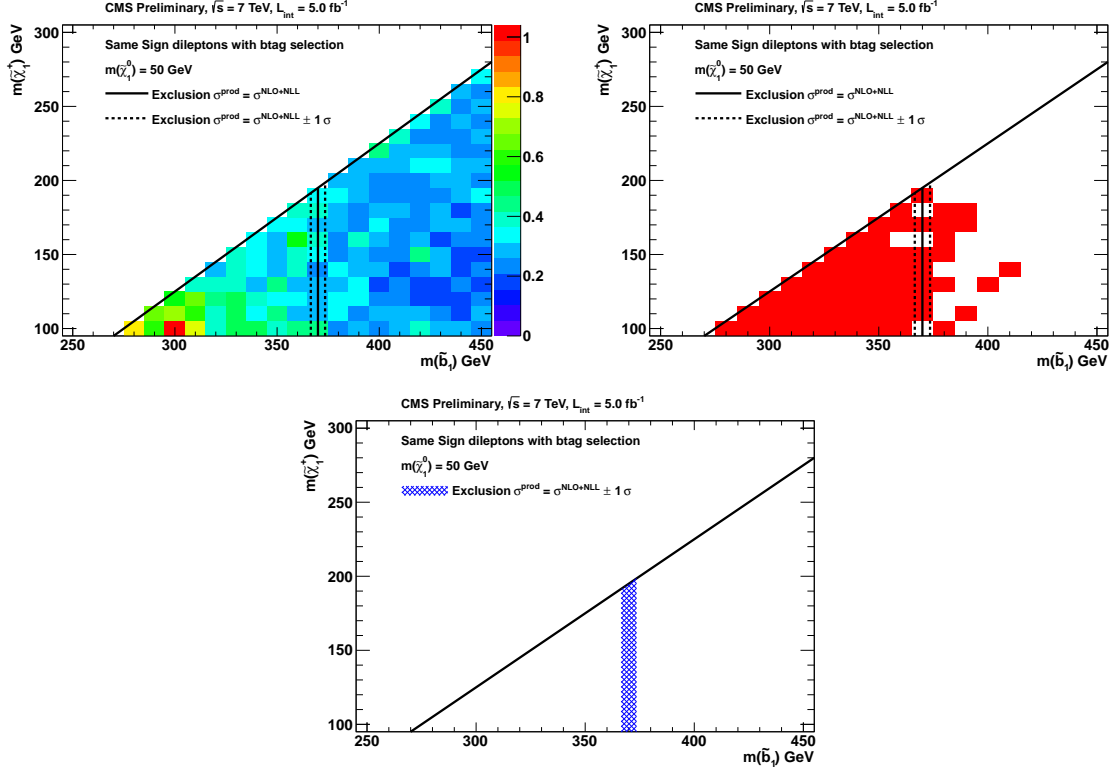 CMS Preliminary, √s = 7 TeV, L_int = 5.0 fb⁻¹
Same Sign dileptons with btag selection
m(χ̃₁⁰) = 50 GeV
Exclusion σ^prod = σ^NLO+NLL
Exclusion σ^prod = σ^NLO+NLL ± 1 σ
m(χ̃₁⁺) GeV
300
250
200
150
100
250 300 350 400 450
m(b̃₁) GeV
1
0.8
0.6
0.4
0.2
0
CMS Preliminary, √s = 7 TeV, L_int = 5.0 fb⁻¹
Same Sign dileptons with btag selection
m(χ̃₁⁰) = 50 GeV
Exclusion σ^prod = σ^NLO+NLL
Exclusion σ^prod = σ^NLO+NLL ± 1 σ
m(χ̃₁⁺) GeV
300
250
200
150
100
250 300 350 400 450
m(b̃₁) GeV
CMS Preliminary, √s = 7 TeV, L_int = 5.0 fb⁻¹
Same Sign dileptons with btag selection
m(χ̃₁⁰) = 50 GeV
Exclusion σ^prod = σ^NLO+NLL ± 1 σ
m(χ̃₁⁺) GeV
300
250
200
150
100
250 300 350 400 450
m(b̃₁) GeV